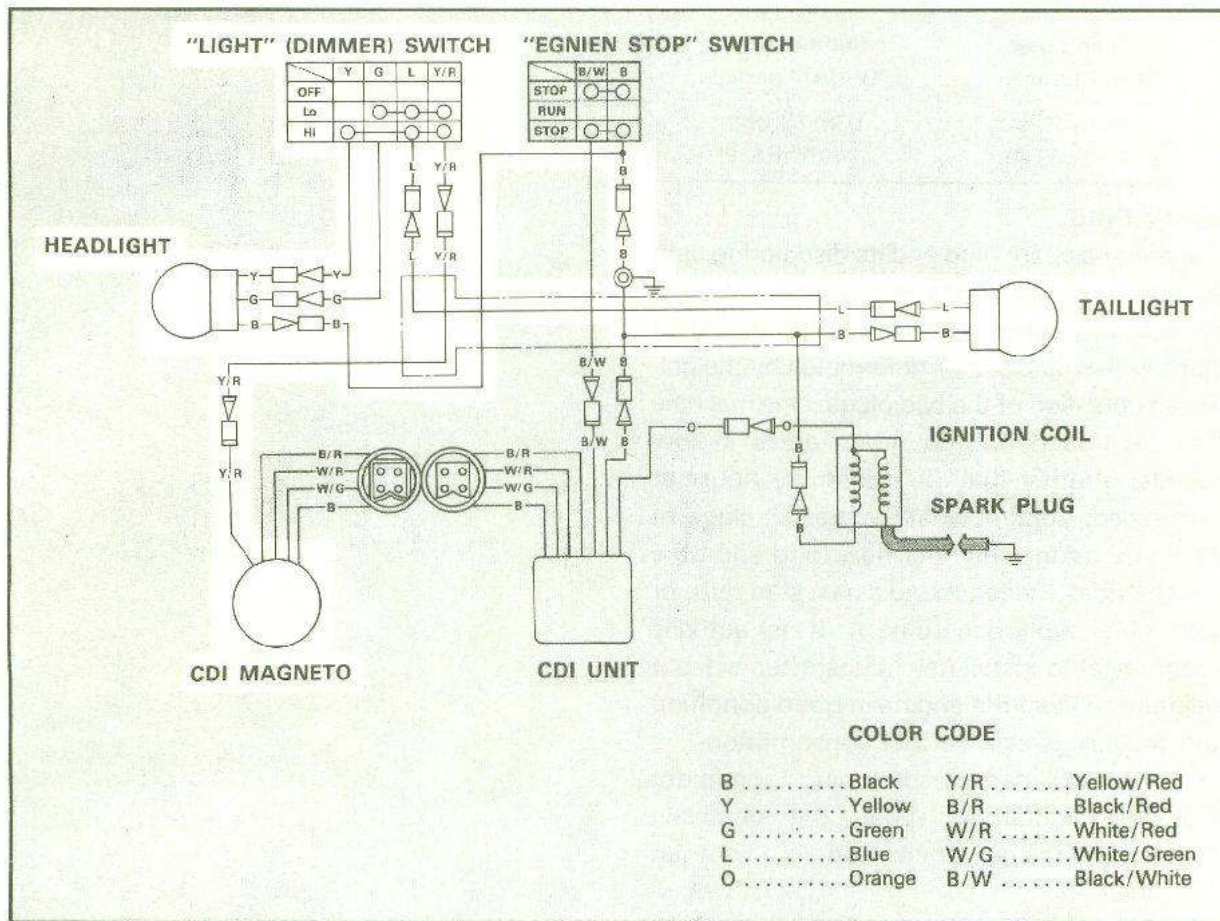 "LIGHT" (DIMMER) SWITCH
Y G L Y/R
OFF
Lo
Hi
"EGNIEN STOP" SWITCH
B/W B
STOP
RUN
STOP
L Y/R
B
L Y/R
B
HEADLIGHT
Y Y
G G
B B
TAILLIGHT
L L
B B
Y/R
Y/R
B/W B
B/W B
O O
B
B
IGNITION COIL
SPARK PLUG
B/R
W/R
W/G
B
B/R
W/R
W/G
B
CDI MAGNETO
CDI UNIT
COLOR CODE
B .......... Black Y/R ........ Yellow/Red
Y .......... Yellow B/R ........ Black/Red
G .......... Green W/R ....... White/Red
L .......... Blue W/G ....... White/Green
O .......... Orange B/W ....... Black/White